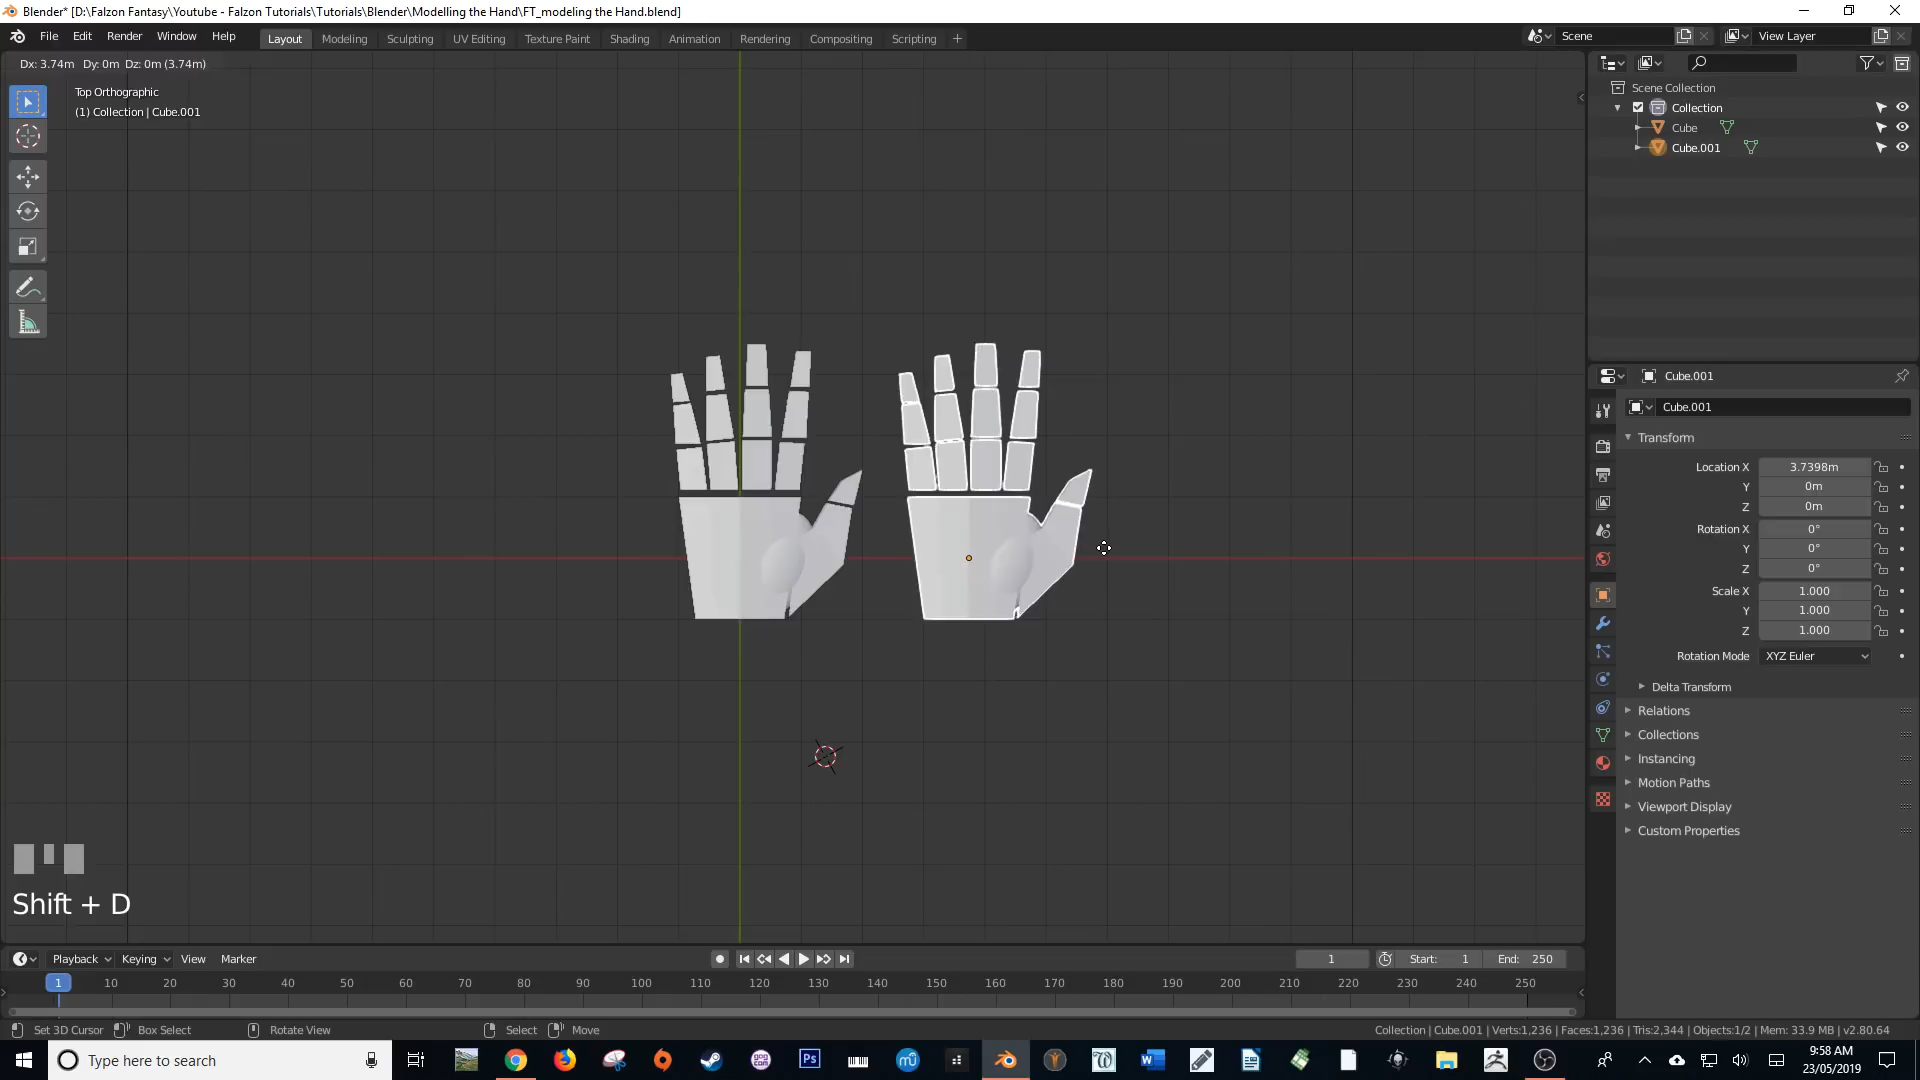 Blender* [D:\Falzon Fantasy\Youtube - Falzon Tutorials\Tutorials\Blender\Modelling the Hand\FT_modeling the Hand.blend]
File Edit Render Window Help Layout Modeling Sculpting UV Editing Texture Paint Shading Animation Rendering Compositing Scripting + Scene View Layer
Dx: 3.74m Dy: 0m Dz: 0m (3.74m)
Top Orthographic
(1) Collection | Cube.001
Scene Collection
Collection
Cube
Cube.001
Cube.001
Cube.001
Transform
Location X 3.7398m
Y 0m
Z 0m
Rotation X 0°
Y 0°
Z 0°
Scale X 1.000
Y 1.000
Z 1.000
Rotation Mode XYZ Euler
Delta Transform
Relations
Collections
Instancing
Motion Paths
Viewport Display
Custom Properties
Shift + D
Playback Keying View Marker 1 Start: 1 End: 250
1 10 20 30 40 50 60 70 80 90 100 110 120 130 140 150 160 170 180 190 200 210 220 230 240 250
Set 3D Cursor Box Select Rotate View Select Move Collection | Cube.001 | Verts:1,236 | Faces:1,236 | Tris:2,344 | Objects:1/2 | Mem: 33.9 MB | v2.80.64
Type here to search
Ps
9:58 AM
23/05/2019